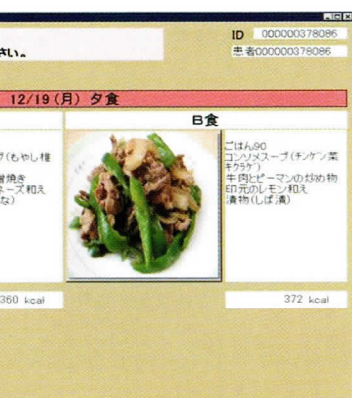 ID 000000378086
さい。
患者000000378086
12/19(月) 夕食
B食
プ(もやし椎
噌焼き
ネーズ和え
な)
ごはん90
コンソメスープ(チンゲン菜
キクラゲ)
牛肉とピーマンの炒め物
印元のレモン和え
漬物(しば漬)
360 kcal
372 kcal